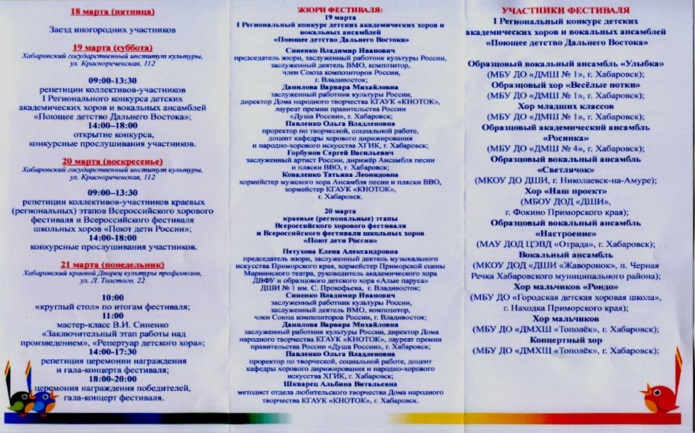 18 марта (пятница)
Заезд иногородних участников
19 марта (суббота)
Хабаровский государственный институт культуры,
ул. Краснореченская, 112
09:00-13:30
репетиции коллективов-участников
I Регионального конкурса детских
академических хоров и вокальных ансамблей
«Поющее детство Дальнего Востока»;
14:00–18:00
открытие конкурса,
конкурсные прослушивания участников.
20 марта (воскресенье)
Хабаровский государственный институт культуры,
ул. Краснореченская, 112
09:00–13:30
репетиции коллективов-участников краевых
(региональных) этапов Всероссийского хорового
фестиваля и Всероссийского фестиваля
школьных хоров «Поют дети России»;
14:00-18:00
конкурсные прослушивания участников.
21 марта (понедельник)
Хабаровский краевой Дворец культуры профсоюзов,
ул. Л. Толстого, 22
10:00
«круглый стол» по итогам фестиваля;
11:00
мастер-класс В.И. Синенко
«Заключительный этап работы над
произведением», «Репертуар детского хора»;
14:00-17:30
репетиция церемонии награждения
и гала-концерта фестиваля;
18:00-20:00
церемония награждения победителей,
гала-концерт фестиваля.
ЖЮРИ ФЕСТИВАЛЯ:
19 марта
I Региональный конкурс детских академических хоров и
вокальных ансамблей
«Поющее детство Дальнего Востока»
Синенко Владимир Иванович
председатель жюри, заслуженный работник культуры России,
заслуженный деятель ВМО, композитор,
член Союза композиторов России,
г. Владивосток;
Данилова Варвара Михайловна
заслуженный работник культуры России,
директор Дома народного творчества КГАУК «КНОТОК»,
лауреат премии правительства России
«Душа России», г. Хабаровск;
Павленко Ольга Владленовна
проректор по творческой, социальной работе,
доцент кафедры хорового дирижирования
и народно-хорового искусства ХГИК, г. Хабаровск;
Горбунов Сергей Васильевич
заслуженный артист России, дирижёр Ансамбля песни
и пляски ВВО, г. Хабаровск;
Коваленко Татьяна Леонидовна
хормейстер мужского хора Ансамбля песни и пляски ВВО,
хормейстер КГАУК «КНОТОК»,
г. Хабаровск.
20 марта
краевые (региональные) этапы
Всероссийского хорового фестиваля
и Всероссийского фестиваля школьных хоров
«Поют дети России»
Петухова Елена Александровна
председатель жюри, заслуженный деятель музыкального
искусства Приморского края, хормейстер Приморской сцены
Мариинского театра, руководитель академического хора
ДВФУ и образцового детского хора «Алые паруса»
ДШИ № 1 им. С. Прокофьева, г. Владивосток;
Синенко Владимир Иванович
заслуженный работник культуры России,
заслуженный деятель ВМО, композитор,
член Союза композиторов России, г. Владивосток;
Данилова Варвара Михайловна
заслуженный работник культуры России, директор Дома
народного творчества КГАУК «КНОТОК», лауреат премии
правительства России «Душа России», г. Хабаровск;
Павленко Ольга Владленовна
проректор по творческой, социальной работе, доцент
кафедры хорового дирижирования и народно-хорового
искусства ХГИК, г. Хабаровск;
Шкварец Альбина Витальевна
методист отдела любительского творчества Дома народного
творчества КГАУК «КНОТОК», г. Хабаровск.
УЧАСТНИКИ ФЕСТИВАЛЯ
I Региональный конкурс детских
академических хоров и вокальных ансамблей
«Поющее детство Дальнего Востока»
Образцовый вокальный ансамбль «Улыбка»
(МБУ ДО «ДМШ № 1», г. Хабаровск);
Образцовый хор «Весёлые нотки»
(МБУ ДО «ДМШ № 1», г. Хабаровск);
Хор младших классов
(МБУ ДО «ДМШ № 1», г. Хабаровск);
Образцовый академический ансамбль
«Росинка»
(МБУ ДО «ДМШ № 4», г. Хабаровск);
Образцовый вокальный ансамбль
«Светлячок»
(МКОУ ДО ДШИ, г. Николаевск-на-Амуре);
Хор «Наш проект»
(МБОУ ДОД «ДШИ»,
г. Фокино Приморского края);
Образцовый вокальный ансамбль
«Настроение»
(МАУ ДОД ЦЭВД «Отрада», г. Хабаровск);
Вокальный ансамбль
(МКОУ ДОД «ДШИ «Жаворонок», п. Черная
Речка Хабаровского муниципального района);
Хор мальчиков «Рондо»
(МБУ ДО «Городская детская хоровая школа»,
г. Находка Приморского края);
Хор мальчиков
(МБУ ДО «ДМХШ «Тополёк», г. Хабаровск);
Концертный хор
(МБУ ДО «ДМХШ «Тополёк», г. Хабаровск);